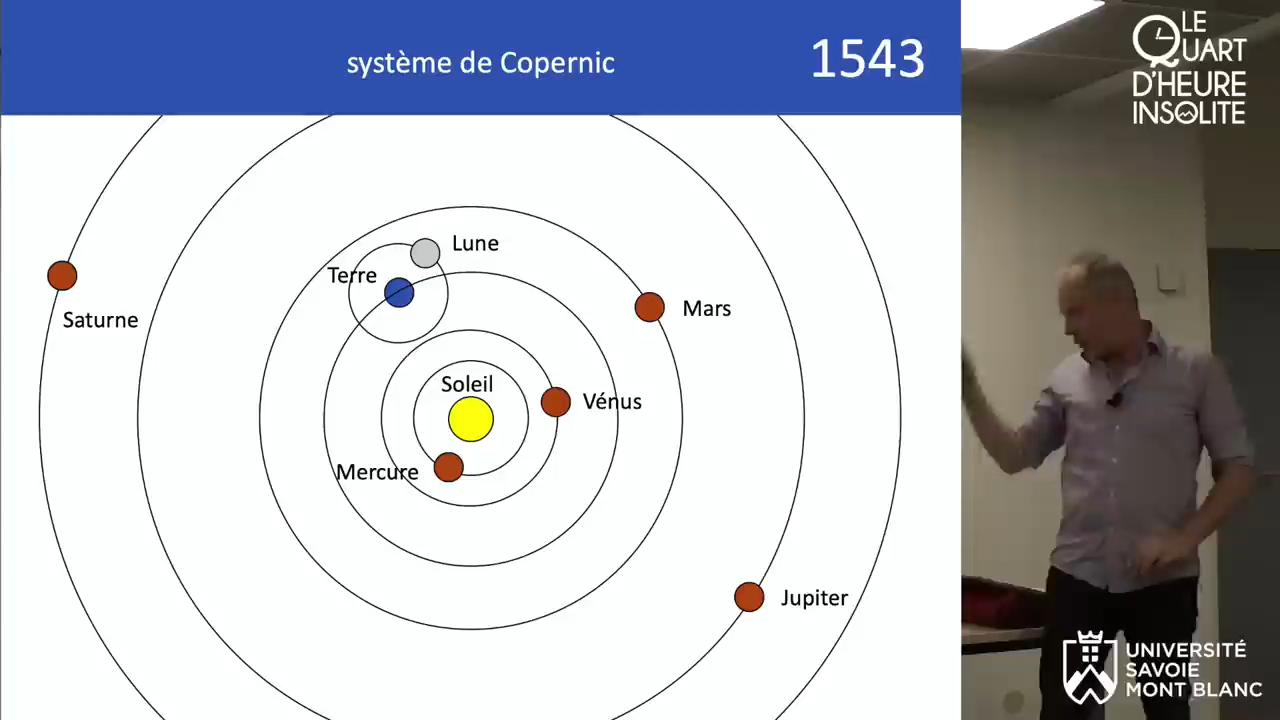 système de Copernic
1543
Lune
Terre
Saturne
Mars
Soleil
Vénus
Mercure
Jupiter
LE
QUART
D'HEURE
INSOLITE
UNIVERSITÉ
SAVOIE
MONT BLANC